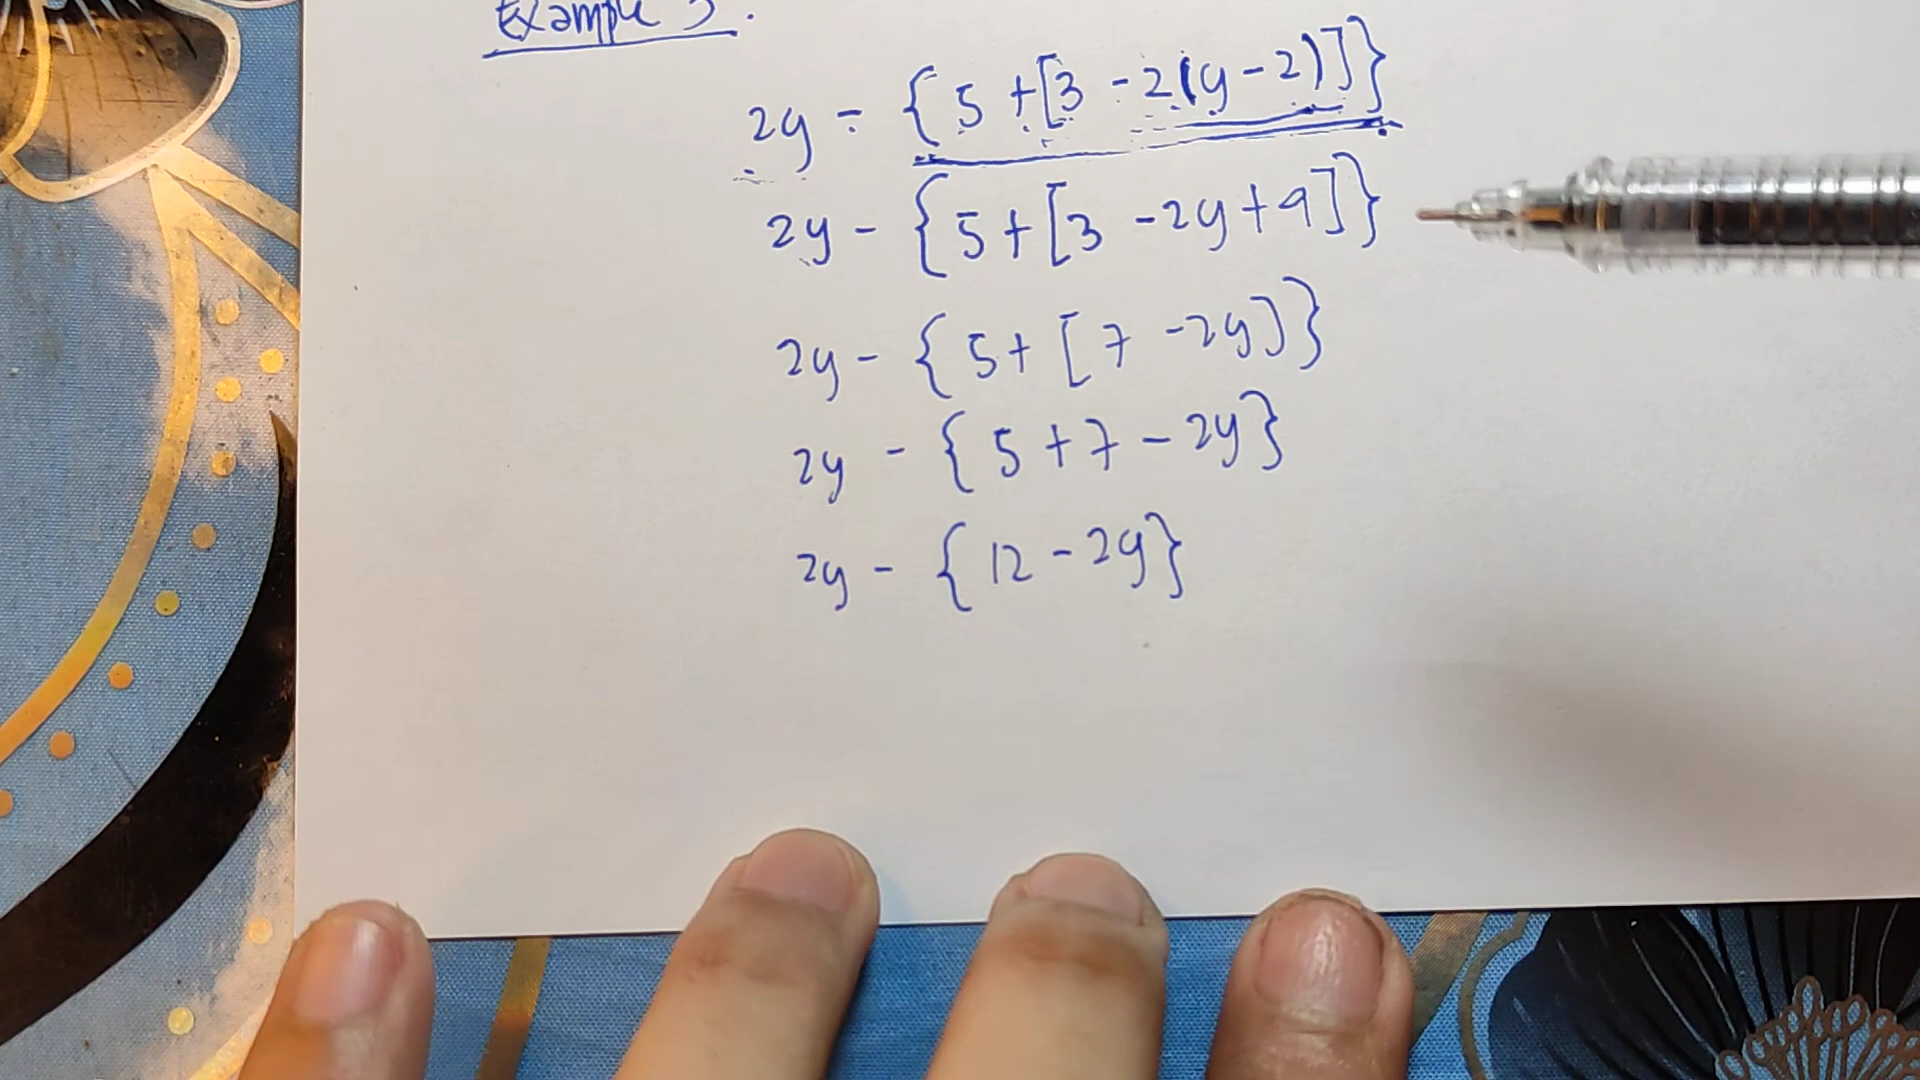 Example 3.
2y - {5 + [3 - 2(y - 2)]}
2y - {5 + [3 - 2y + 4]}
2y - {5 + [7 - 2y]}
2y - {5 + 7 - 2y}
2y - {12 - 2y}